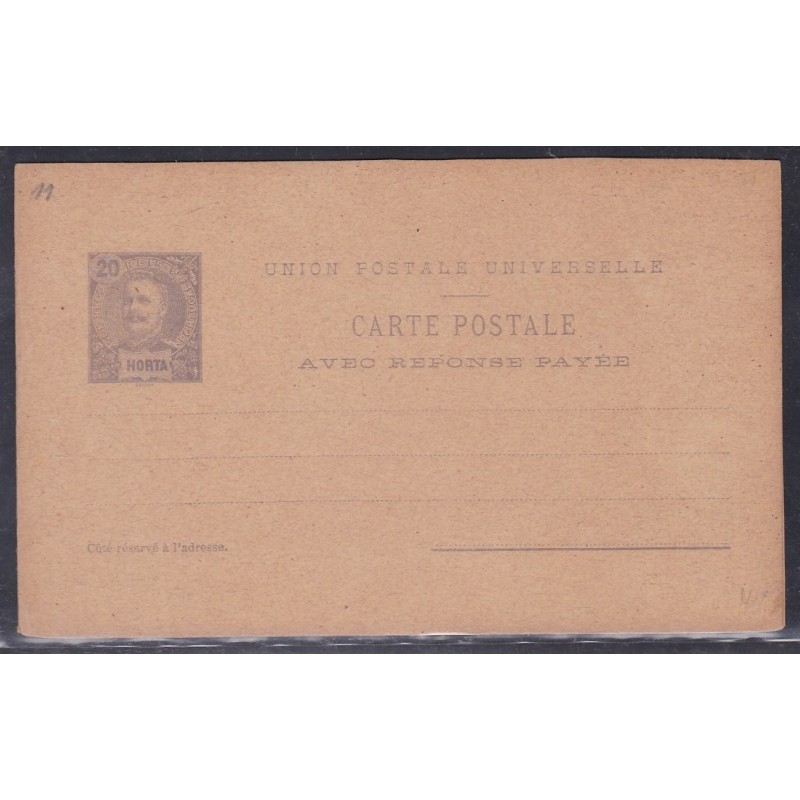 11
20
HORTA
UNION POSTALE UNIVERSELLE
CARTE POSTALE
AVEC REPONSE PAYÉE
Côté réservé à l'adresse.